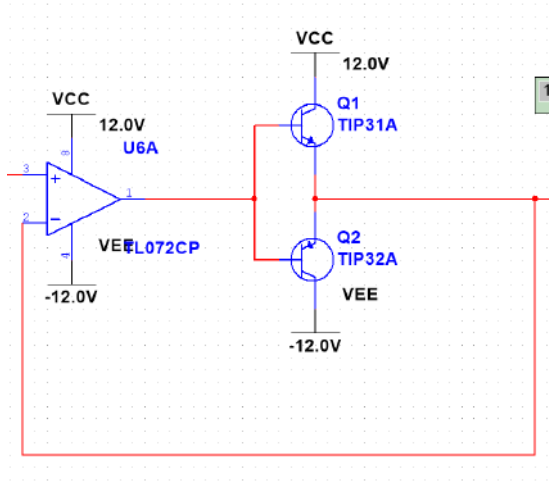 VCC
12.0V
Q1
TIP31A
1
VCC
12.0V
U6A
8
3
+
1
2
−
4
VEE
TL072CP
-12.0V
Q2
TIP32A
VEE
-12.0V